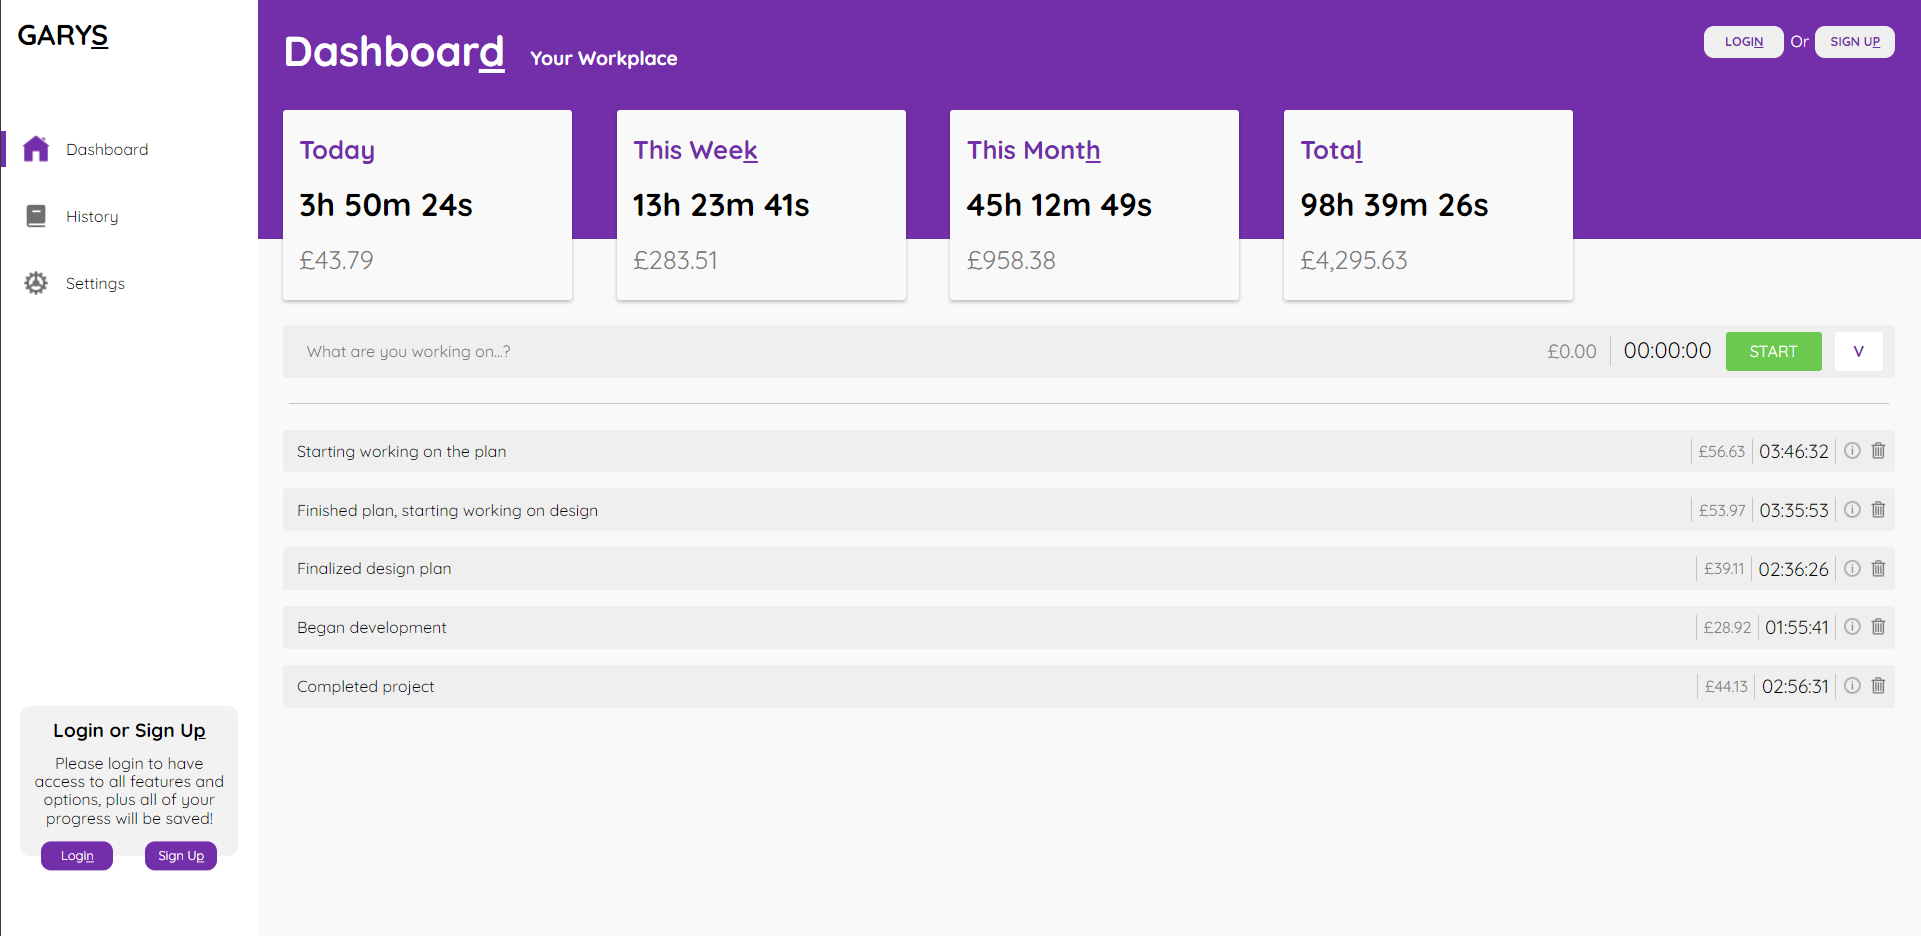 GARYS
Dashboard
Your Workplace
LOGIN Or SIGN UP
Dashboard
History
Settings
Today
3h 50m 24s
£43.79
This Week
13h 23m 41s
£283.51
This Month
45h 12m 49s
£958.38
Total
98h 39m 26s
£4,295.63
What are you working on...? £0.00 00:00:00 START V
Starting working on the plan £56.63 03:46:32
Finished plan, starting working on design £53.97 03:35:53
Finalized design plan £39.11 02:36:26
Began development £28.92 01:55:41
Completed project £44.13 02:56:31
Login or Sign Up
Please login to have
access to all features and
options, plus all of your
progress will be saved!
Login Sign Up